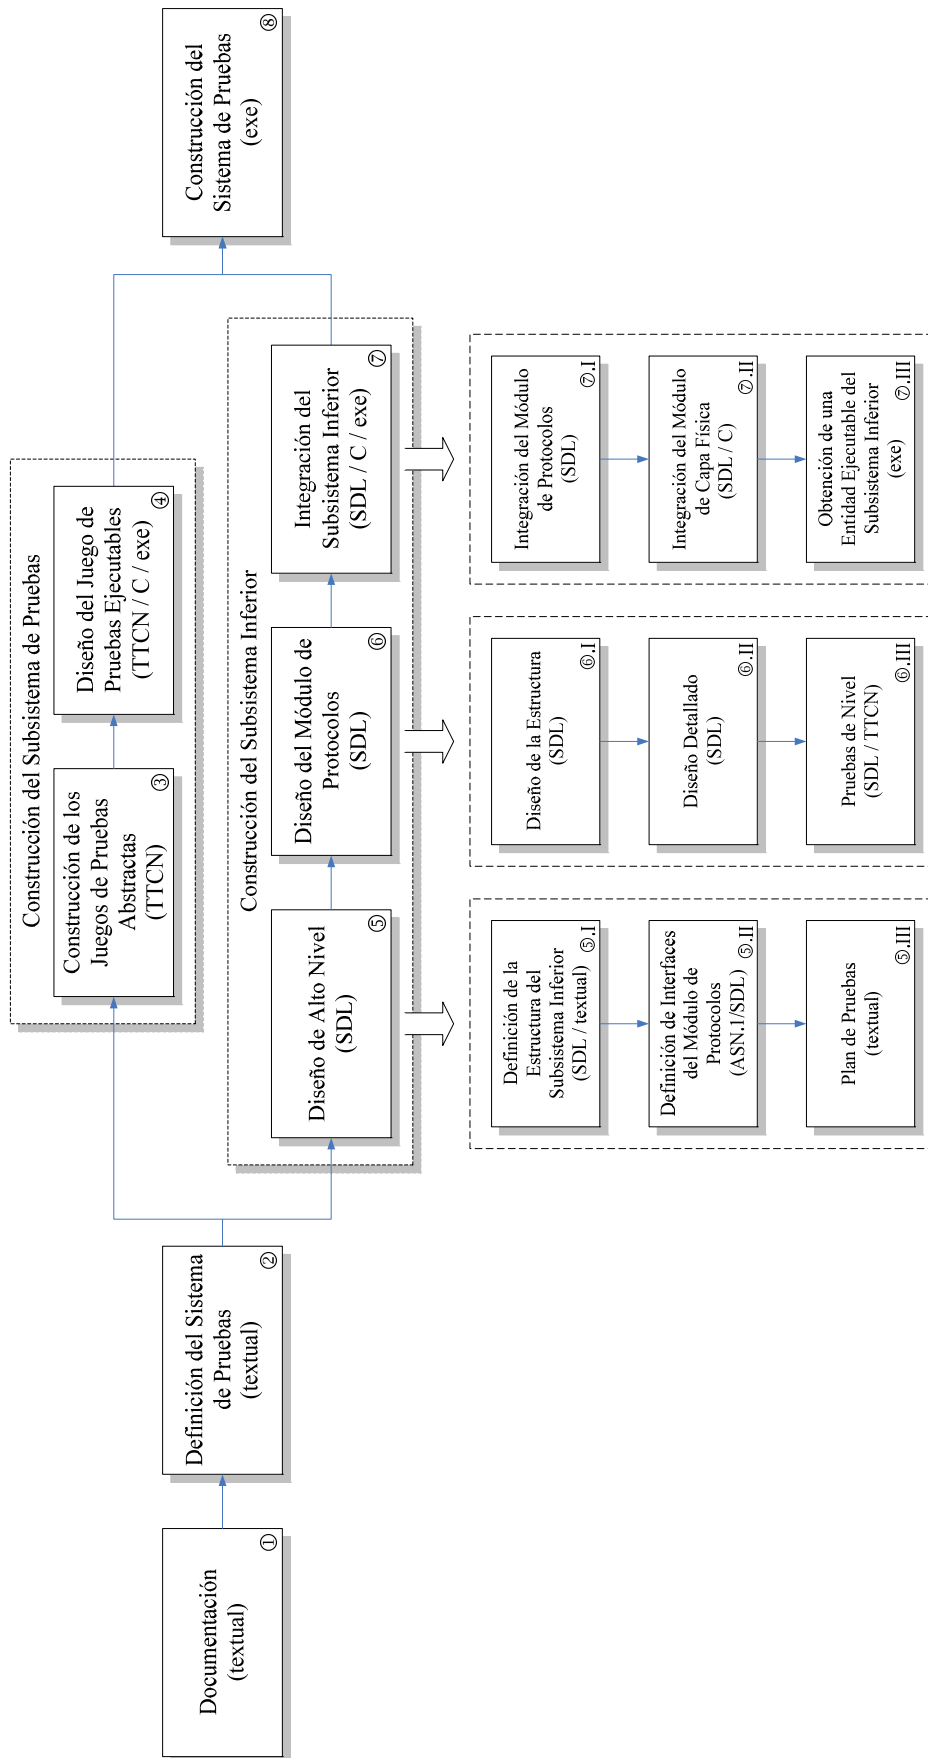 Documentación
(textual)
①
Definición del Sistema
de Pruebas
(textual)
②
Construcción del Subsistema de Pruebas
Construcción de los
Juegos de Pruebas
Abstractas
(TTCN)
③
Diseño del Juego de
Pruebas Ejecutables
(TTCN / C / exe)
④
Construcción del Subsistema Inferior
Diseño de Alto Nivel
(SDL)
⑤
Diseño del Módulo de
Protocolos
(SDL)
⑥
Integración del
Subsistema Inferior
(SDL / C / exe)
⑦
Construcción del
Sistema de Pruebas
(exe)
⑧
Definición de la
Estructura del
Subsistema Inferior
(SDL / textual)
⑤.I
Definición de Interfaces
del Módulo de
Protocolos
(ASN.1/SDL)
⑤.II
Plan de Pruebas
(textual)
⑤.III
Diseño de la Estructura
(SDL)
⑥.I
Diseño Detallado
(SDL)
⑥.II
Pruebas de Nivel
(SDL / TTCN)
⑥.III
Integración del Módulo
de Protocolos
(SDL)
⑦.I
Integración del Módulo
de Capa Física
(SDL / C)
⑦.II
Obtención de una
Entidad Ejecutable del
Subsistema Inferior
(exe)
⑦.III